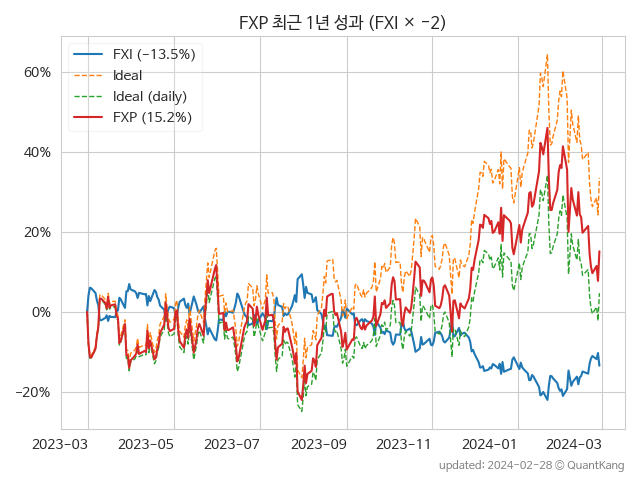 FXP 최근 1년 성과 (FXI × −2)
FXI (−13.5%)
Ideal
Ideal (daily)
FXP (15.2%)
60%
40%
20%
0%
−20%
2023-03 2023-05 2023-07 2023-09 2023-11 2024-01 2024-03
updated: 2024-02-28 © QuantKang